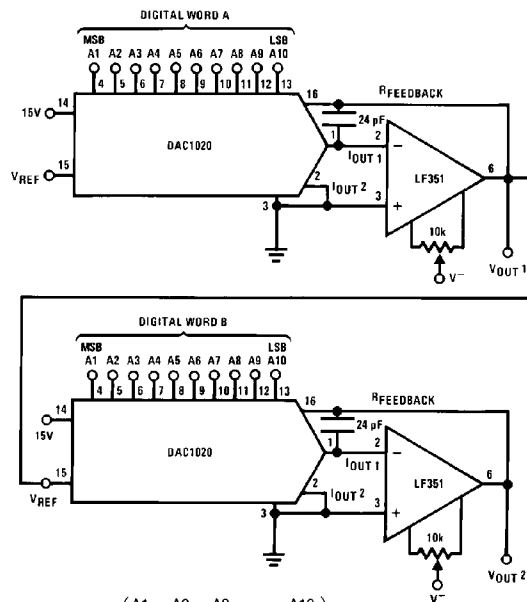 DIGITAL WORD A
MSB LSB
A1 A2 A3 A4 A5 A6 A7 A8 A9 A10
4 5 6 7 8 9 10 11 12 13
16 RFEEDBACK
15V 14
24 pF
DAC1020
1 IOUT 1 2 − 6
LF351
VREF 15
2 IOUT 2
3 3 +
10k
V− VOUT 1
DIGITAL WORD B
MSB LSB
A1 A2 A3 A4 A5 A6 A7 A8 A9 A10
4 5 6 7 8 9 10 11 12 13
16 RFEEDBACK
14
15V
24 pF
DAC1020
1 IOUT 1 2 − 6
LF351
15
VREF
2 IOUT 2
3 3 +
10k
VOUT 2
V−